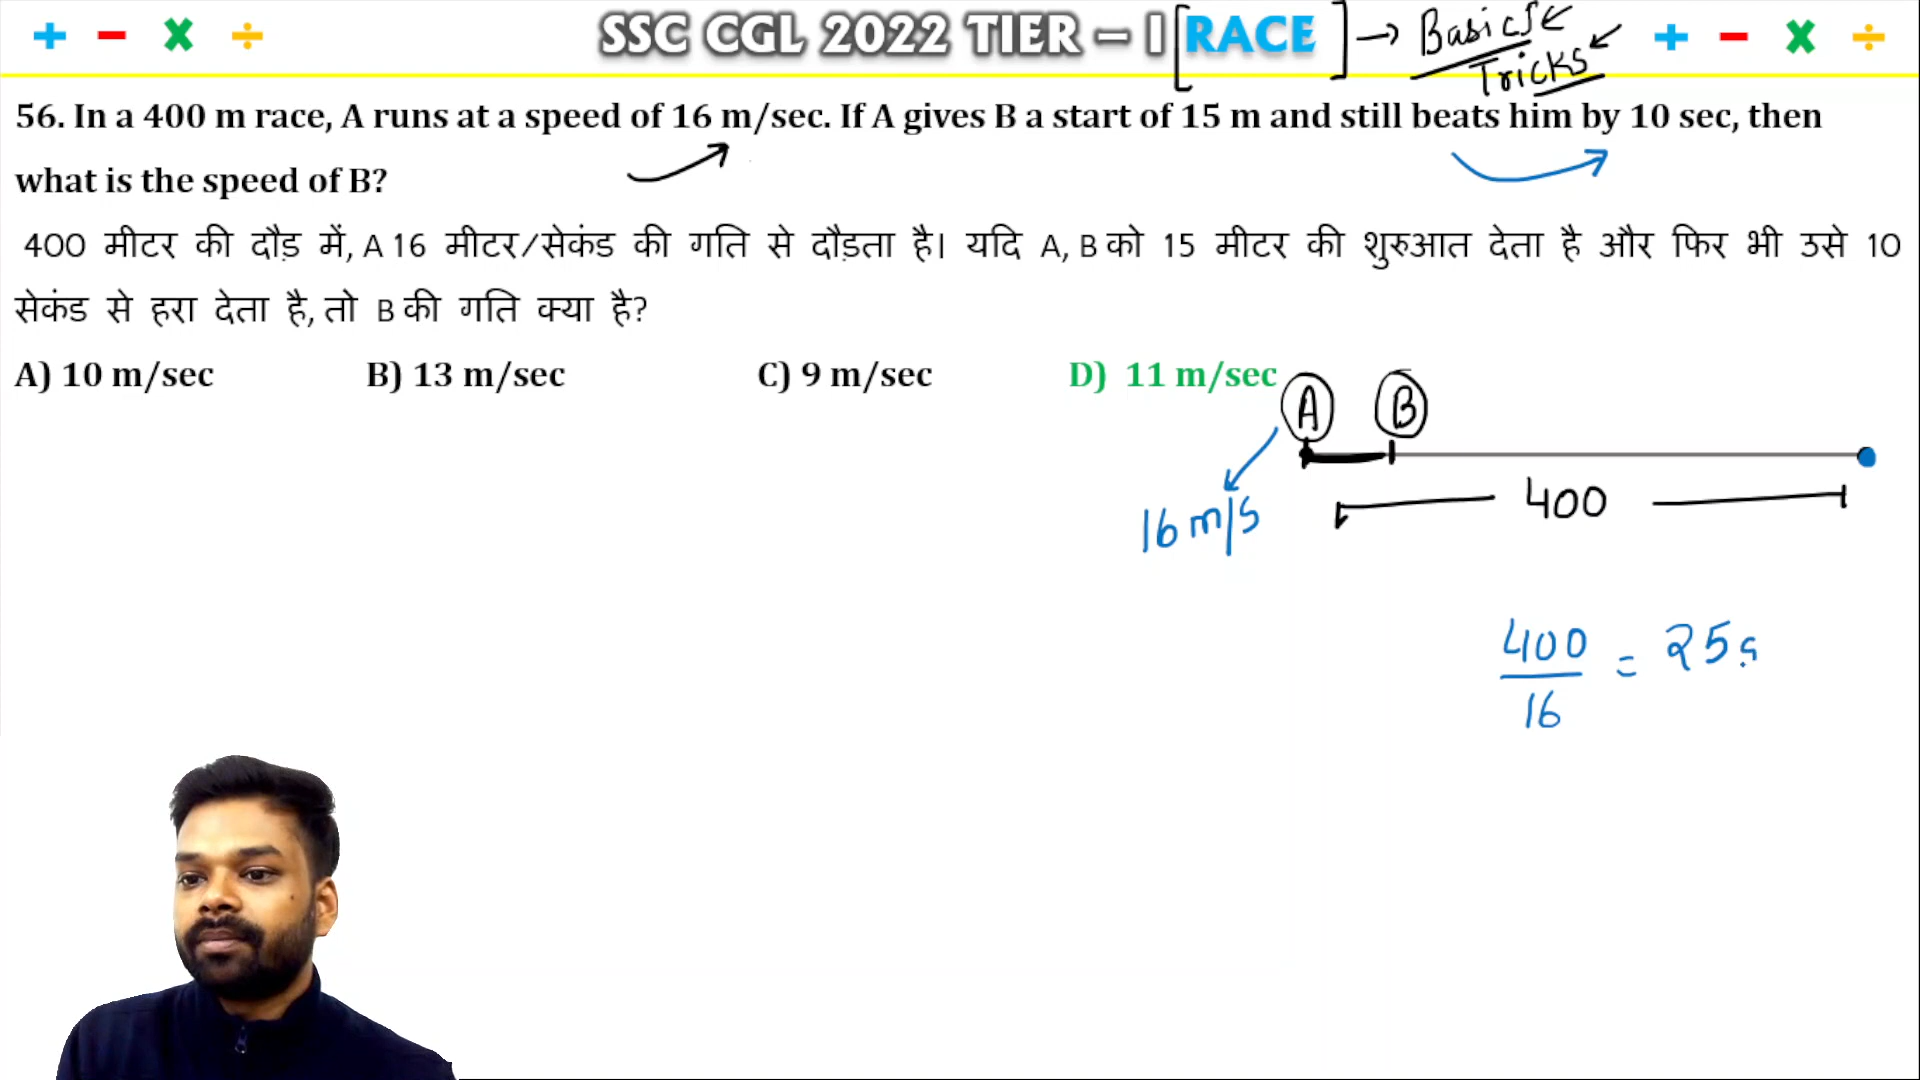 + − × ÷ SSC CGL 2022 TIER – I [RACE] → Basics + − × ÷
Tricks
56. In a 400 m race, A runs at a speed of 16 m/sec. If A gives B a start of 15 m and still beats him by 10 sec, then
what is the speed of B?
400 मीटर की दौड़ में, A 16 मीटर/सेकंड की गति से दौड़ता है। यदि A, B को 15 मीटर की शुरुआत देता है और फिर भी उसे 10
सेकंड से हरा देता है, तो B की गति क्या है?
A) 10 m/sec B) 13 m/sec C) 9 m/sec D) 11 m/sec
A B
400
16 m/s
400/16 = 25s